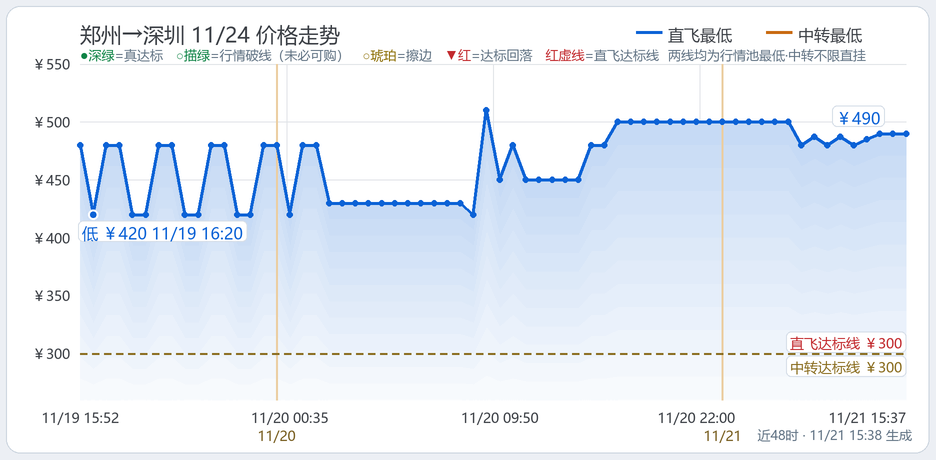 郑州→深圳 11/24 价格走势
直飞最低 中转最低
●深绿=真达标 ○描绿=行情破线（未必可购） ○琥珀=擦边 ▼红=达标回落 红虚线=直飞达标线 两线均为行情池最低·中转不限直挂
¥550
¥500
¥490
¥450
低 ¥420 11/19 16:20
¥400
¥350
直飞达标线 ¥300
¥300
中转达标线 ¥300
11/19 15:52 11/20 00:35 11/20 09:50 11/20 22:00 11/21 15:37
11/20 11/21 近48时 · 11/21 15:38 生成